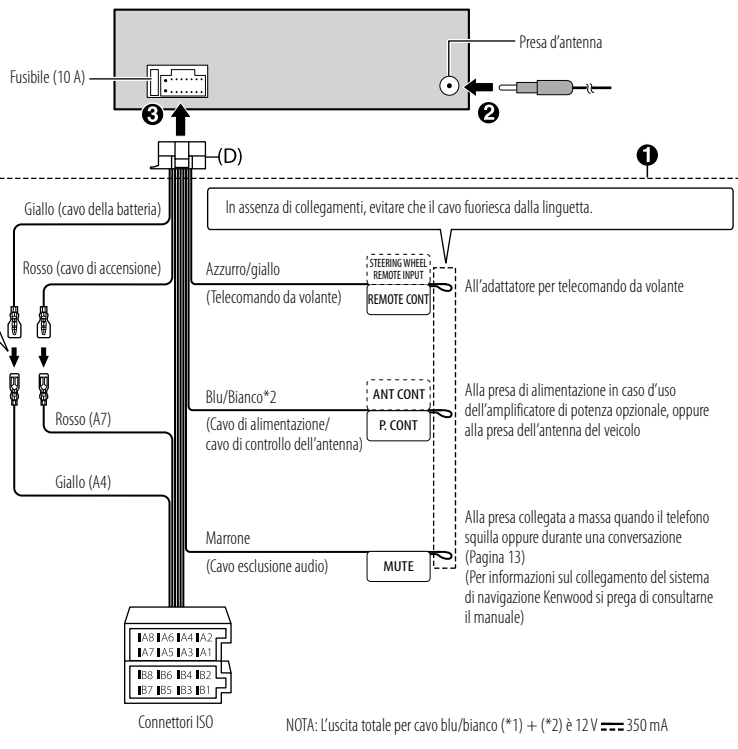 Presa d'antenna
Fusibile (10 A)
❸
❷
(D)
❶
Giallo (cavo della batteria)
In assenza di collegamenti, evitare che il cavo fuoriesca dalla linguetta.
Rosso (cavo di accensione)
Azzurro/giallo
(Telecomando da volante)
STEERING WHEEL
REMOTE INPUT
REMOTE CONT
All'adattatore per telecomando da volante
Blu/Bianco*2
(Cavo di alimentazione/
cavo di controllo dell'antenna)
ANT CONT
P. CONT
Alla presa di alimentazione in caso d'uso
dell'amplificatore di potenza opzionale, oppure
alla presa dell'antenna del veicolo
Rosso (A7)
Giallo (A4)
Marrone
(Cavo esclusione audio)
MUTE
Alla presa collegata a massa quando il telefono
squilla oppure durante una conversazione
(Pagina 13)
(Per informazioni sul collegamento del sistema
di navigazione Kenwood si prega di consultarne
il manuale)
A8 A6 A4 A2
A7 A5 A3 A1
B8 B6 B4 B2
B7 B5 B3 B1
Connettori ISO
NOTA: L'uscita totale per cavo blu/bianco (*1) + (*2) è 12 V ⎓ 350 mA